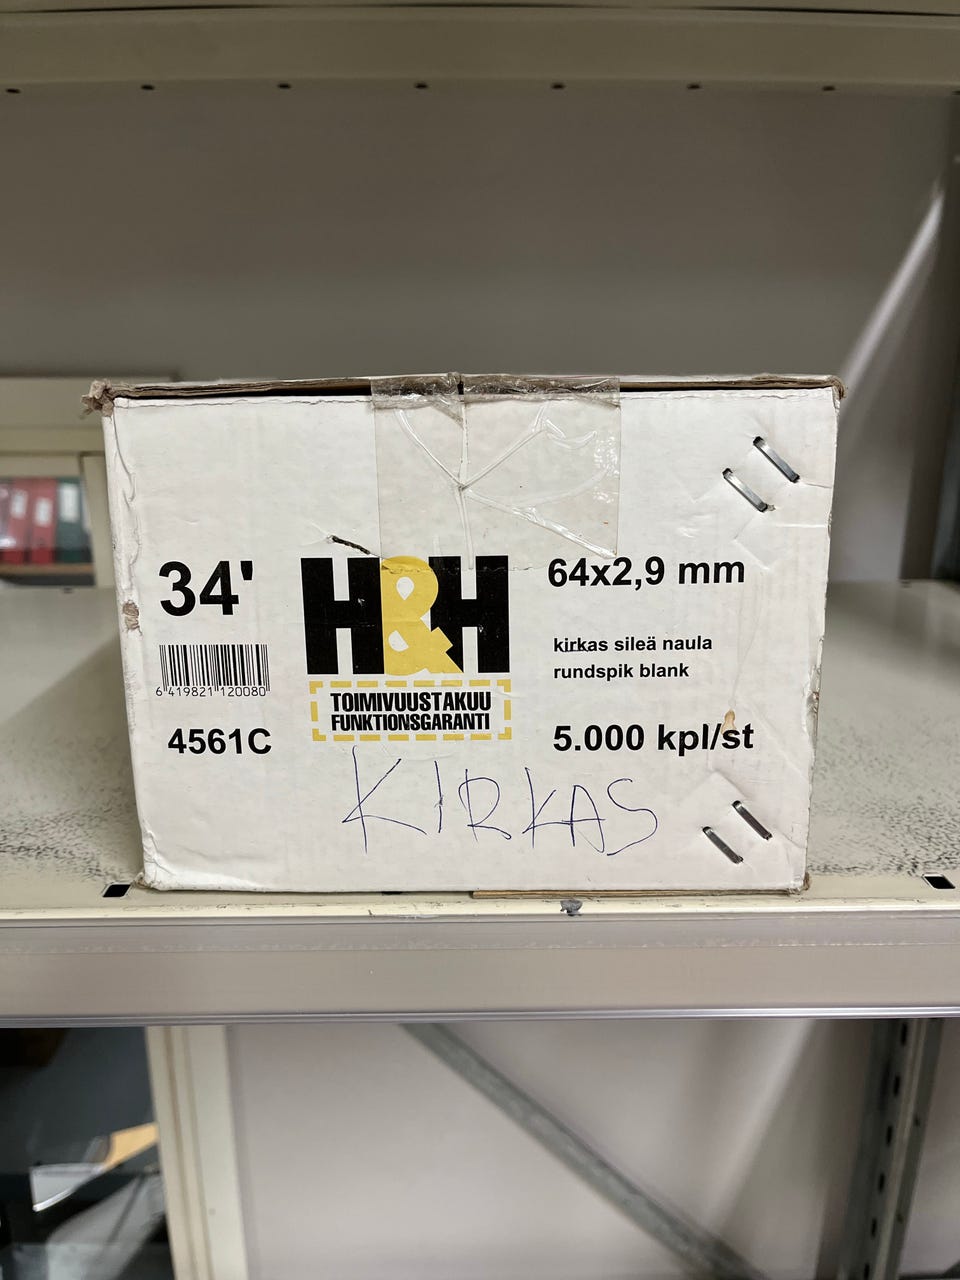 34'
6 419821 120080
4561C
H&H
TOIMIVUUSTAKUU
FUNKTIONSGARANTI
64x2,9 mm
kirkas sileä naula
rundspik blank
5.000 kpl/st
KIRKAS